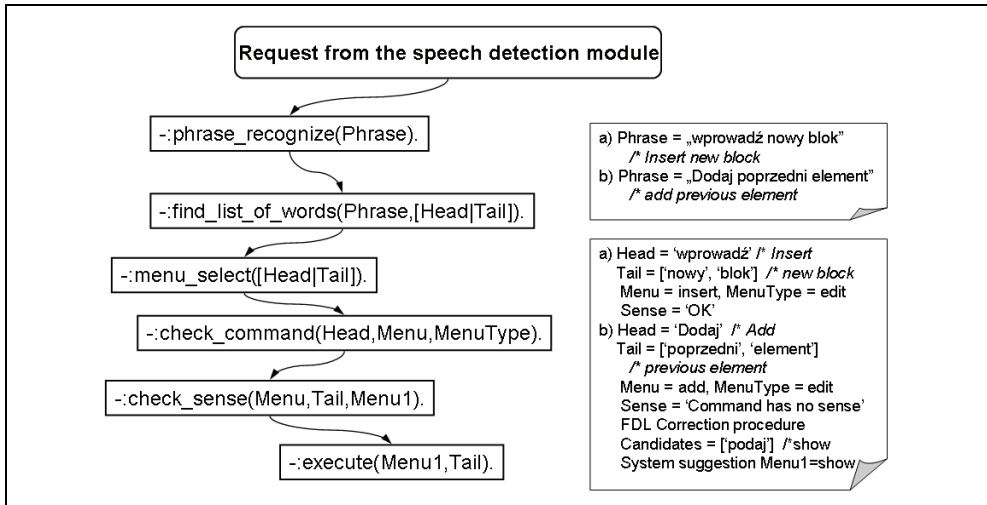 Request from the speech detection module
-:phrase_recognize(Phrase).
-:find_list_of_words(Phrase,[Head|Tail]).
-:menu_select([Head|Tail]).
-:check_command(Head,Menu,MenuType).
-:check_sense(Menu,Tail,Menu1).
-:execute(Menu1,Tail).
a) Phrase = „wprowadź nowy blok”
/* Insert new block
b) Phrase = „Dodaj poprzedni element”
/* add previous element
a) Head = ‘wprowadź’ /* Insert
Tail = [‘nowy’, ‘blok’] /* new block
Menu = insert, MenuType = edit
Sense = ‘OK’
b) Head = ‘Dodaj’ /* Add
Tail = [‘poprzedni’, ‘element’]
/* previous element
Menu = add, MenuType = edit
Sense = ‘Command has no sense’
FDL Correction procedure
Candidates = [‘podaj’] /*show
System suggestion Menu1=show